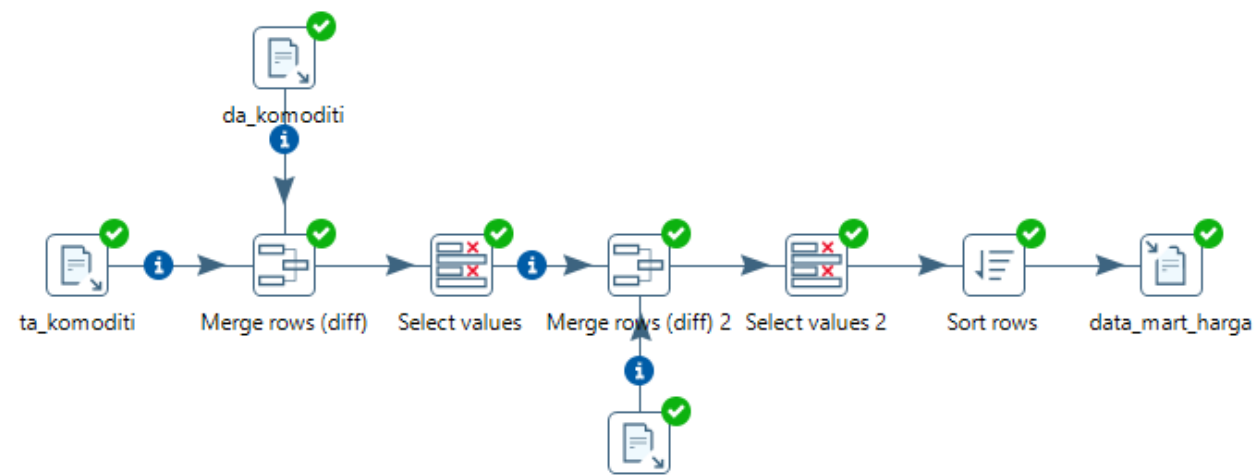 da_komoditi
ta_komoditi
Merge rows (diff)
Select values
Merge rows (diff) 2
Select values 2
Sort rows
data_mart_harga